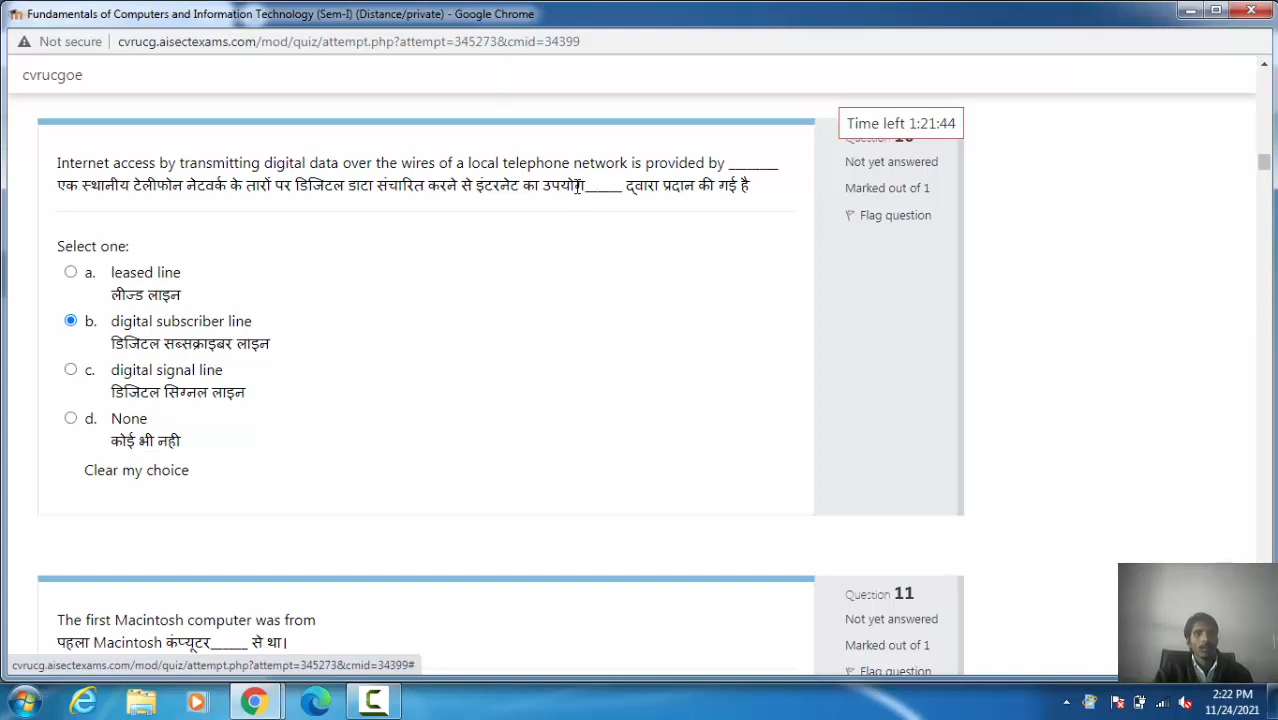 Fundamentals of Computers and Information Technology (Sem-I) (Distance/private) - Google Chrome
Not secure | cvrucg.aisectexams.com/mod/quiz/attempt.php?attempt=345273&cmid=34399
cvrucgoe
Time left 1:21:44
Internet access by transmitting digital data over the wires of a local telephone network is provided by _______
एक स्थानीय टेलीफोन नेटवर्क के तारों पर डिजिटल डाटा संचारित करने से इंटरनेट का उपयोग______ द्वारा प्रदान की गई है
Not yet answered
Marked out of 1
Flag question
Select one:
a. leased line
लीज्ड लाइन
b. digital subscriber line
डिजिटल सब्सक्राइबर लाइन
c. digital signal line
डिजिटल सिग्नल लाइन
d. None
कोई भी नही
Clear my choice
Question 11
Not yet answered
Marked out of 1
Flag question
The first Macintosh computer was from
पहला Macintosh कंप्यूटर______ से था।
cvrucg.aisectexams.com/mod/quiz/attempt.php?attempt=345273&cmid=34399#
2:22 PM
11/24/2021